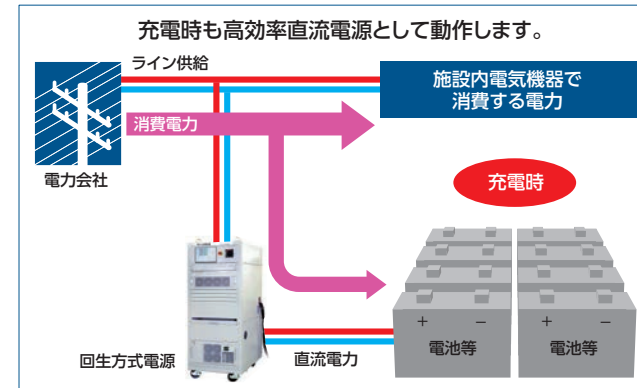 充電時も高効率直流電源として動作します。
ライン供給
施設内電気機器で
消費する電力
消費電力
電力会社
充電時
+ − + −
電池等 電池等
回生方式電源
直流電力